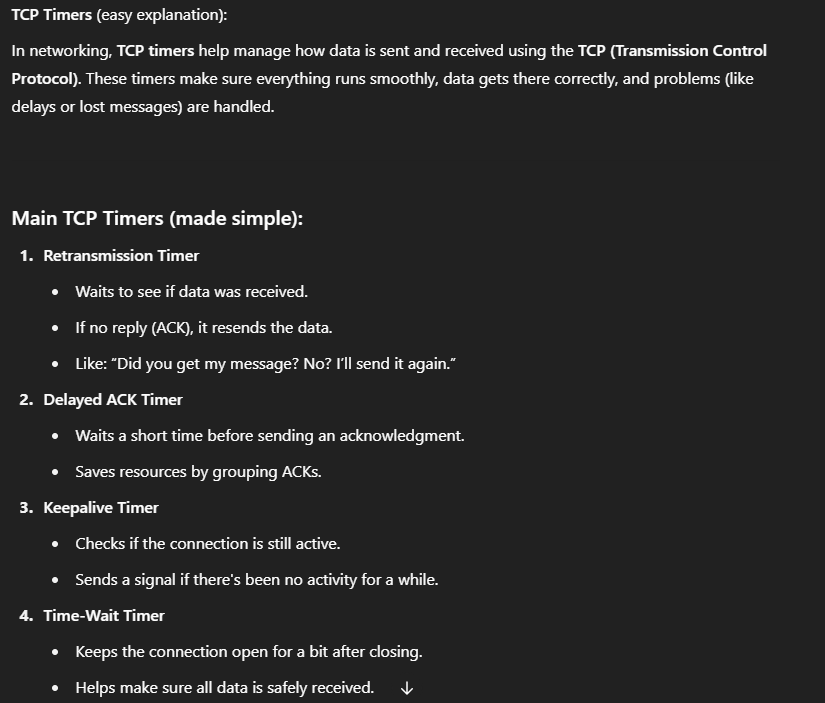 TCP Timers (easy explanation):
In networking, TCP timers help manage how data is sent and received using the TCP (Transmission Control
Protocol). These timers make sure everything runs smoothly, data gets there correctly, and problems (like
delays or lost messages) are handled.
Main TCP Timers (made simple):
1. Retransmission Timer
• Waits to see if data was received.
• If no reply (ACK), it resends the data.
• Like: “Did you get my message? No? I’ll send it again.”
2. Delayed ACK Timer
• Waits a short time before sending an acknowledgment.
• Saves resources by grouping ACKs.
3. Keepalive Timer
• Checks if the connection is still active.
• Sends a signal if there's been no activity for a while.
4. Time-Wait Timer
• Keeps the connection open for a bit after closing.
• Helps make sure all data is safely received. ↓